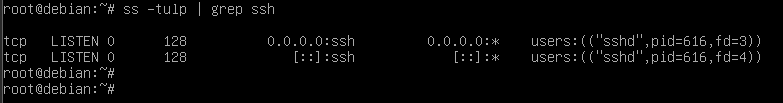 root@debian:~# ss -tulp | grep ssh
tcp   LISTEN 0      128            0.0.0.0:ssh         0.0.0.0:*    users:(("sshd",pid=616,fd=3))
tcp   LISTEN 0      128               [::]:ssh            [::]:*    users:(("sshd",pid=616,fd=4))
root@debian:~#
root@debian:~#